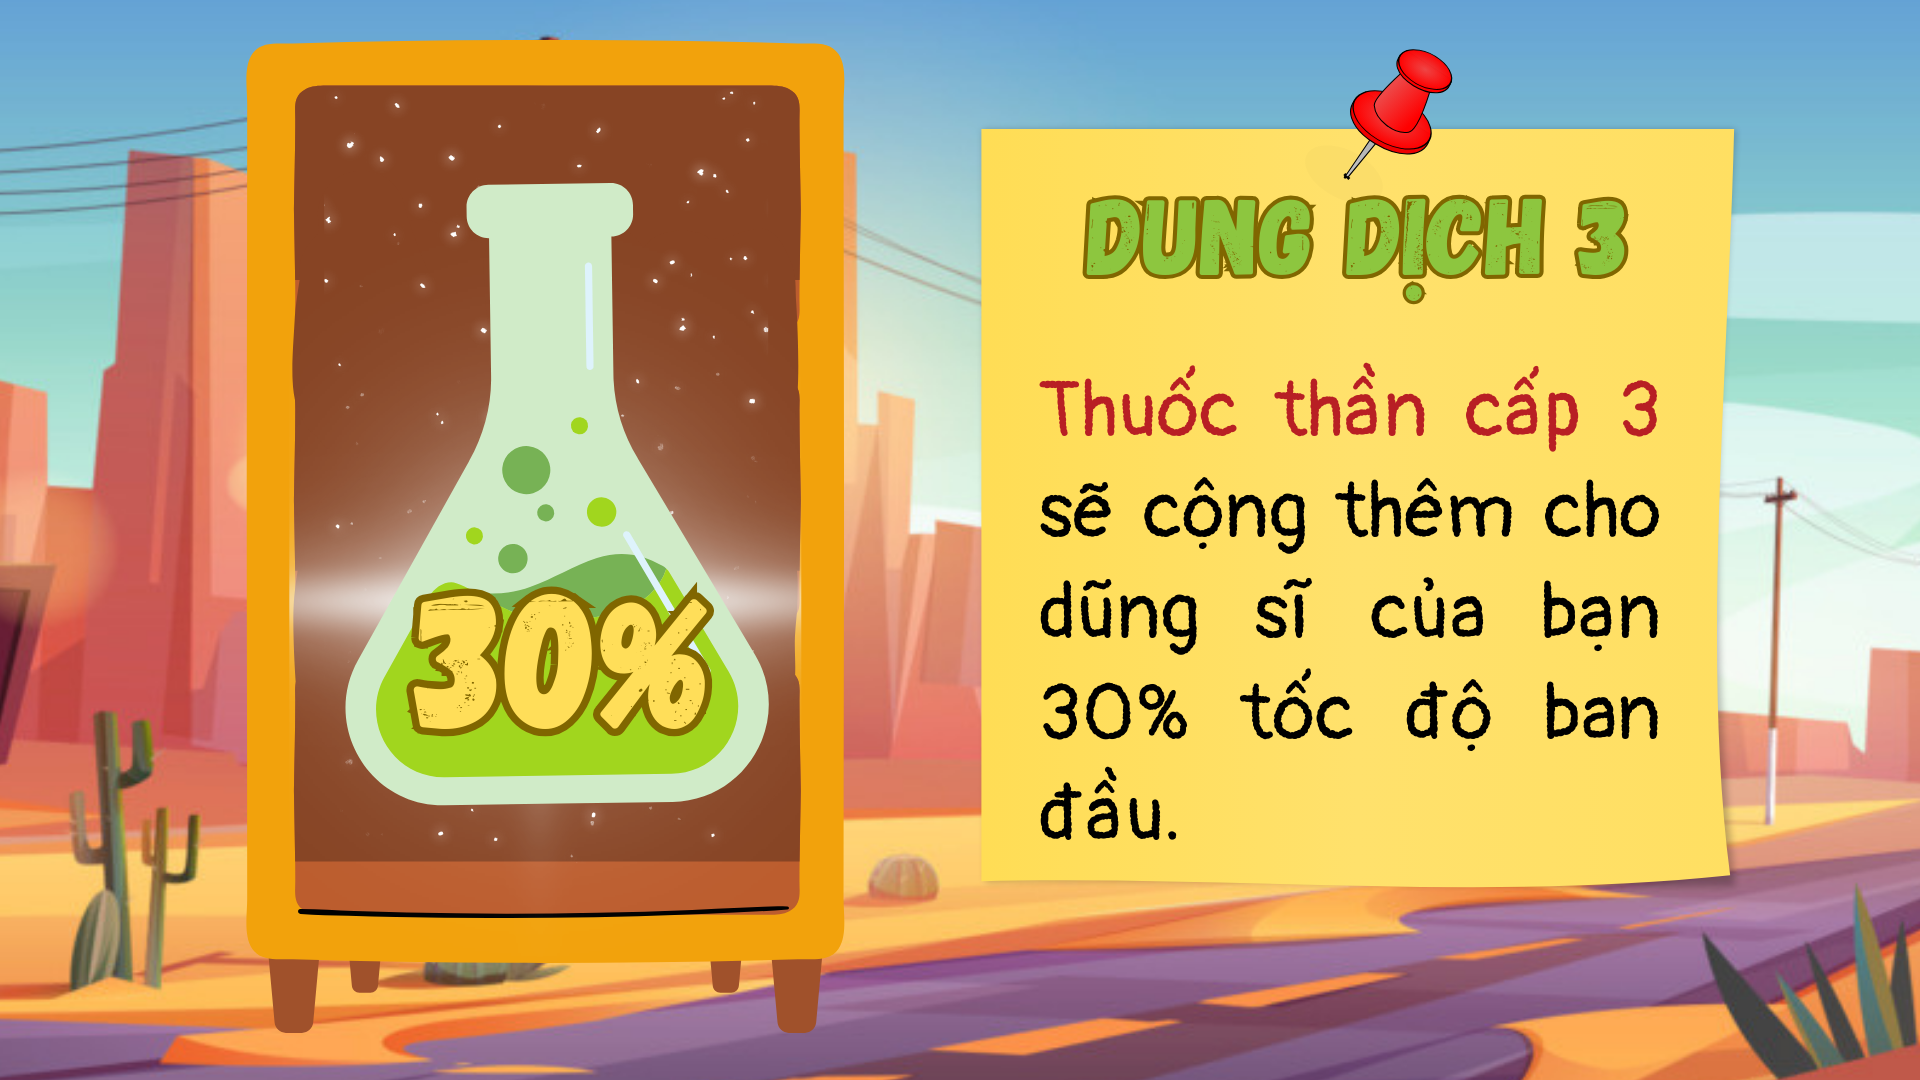 30%
DUNG DỊCH 3
Thuốc thần cấp 3
sẽ cộng thêm cho
dũng sĩ của bạn
30% tốc độ ban
đầu.